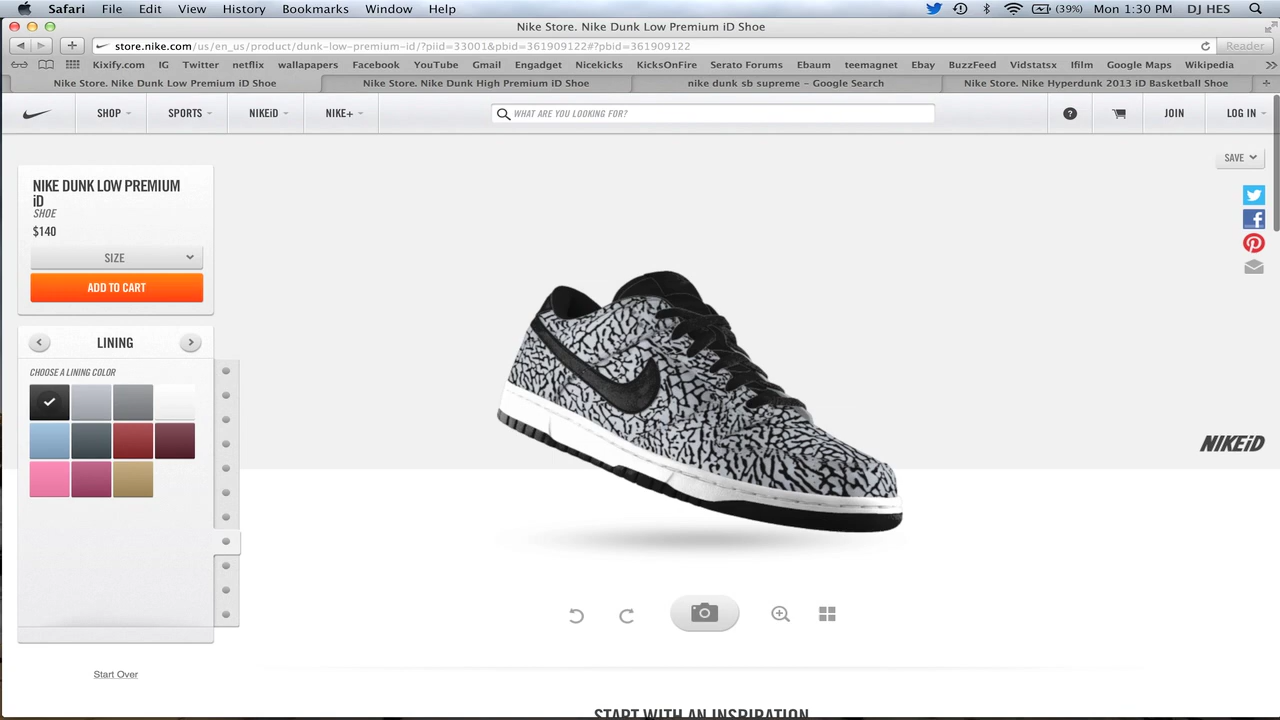 Safari File Edit View History Bookmarks Window Help (39%) Mon 1:30 PM DJ HES
Nike Store. Nike Dunk Low Premium iD Shoe
store.nike.com/us/en_us/product/dunk-low-premium-id/?piid=33001&pbid=361909122#?pbid=361909122 Reader
Kixify.com IG Twitter netflix wallapapers Facebook YouTube Gmail Engadget Nicekicks KicksOnFire Serato Forums Ebaum teemagnet Ebay BuzzFeed Vidstatsx Ifilm Google Maps Wikipedia
Nike Store. Nike Dunk Low Premium iD Shoe Nike Store. Nike Dunk High Premium iD Shoe nike dunk sb supreme – Google Search Nike Store. Nike Hyperdunk 2013 iD Basketball Shoe
SHOP SPORTS NIKEiD NIKE+ WHAT ARE YOU LOOKING FOR? ? JOIN LOG IN
SAVE
NIKE DUNK LOW PREMIUM
iD
SHOE
$140
SIZE
ADD TO CART
LINING
CHOOSE A LINING COLOR
NIKEiD
Start Over
START WITH AN INSPIRATION